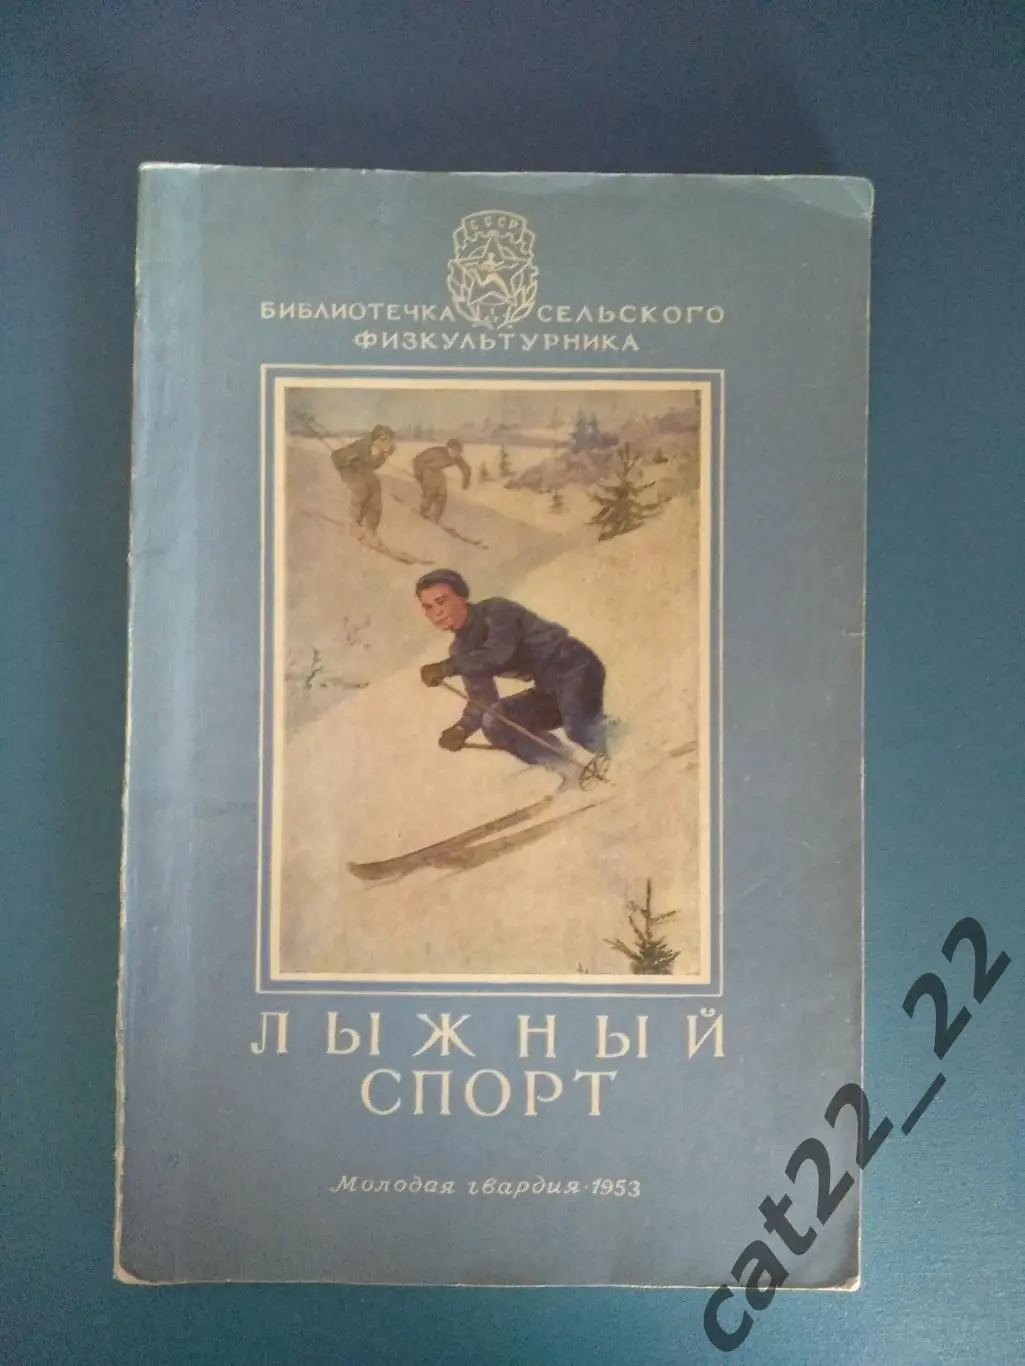 СССР
БИБЛИОТЕЧКА СЕЛЬСКОГО
ФИЗКУЛЬТУРНИКА
ЛЫЖНЫЙ
СПОРТ
Молодая гвардия · 1953
cat22_22